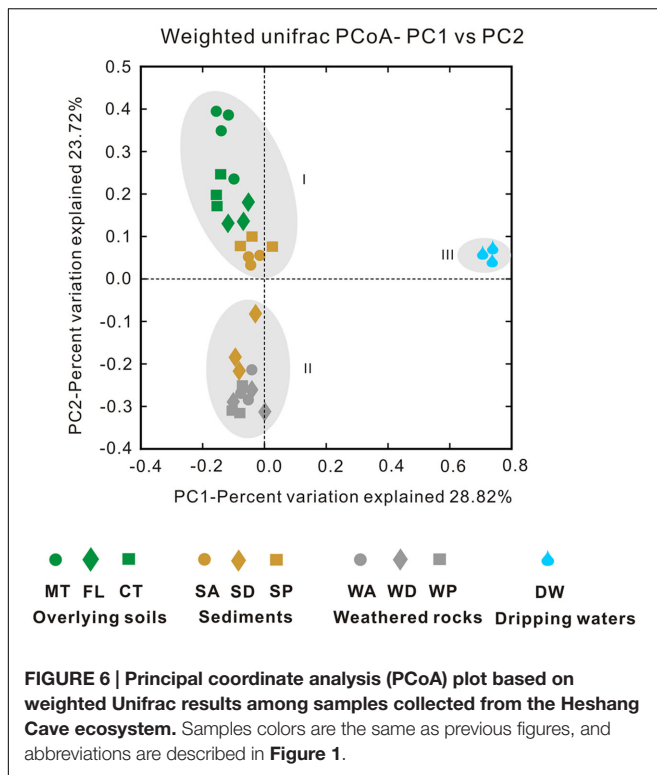 Weighted unifrac PCoA- PC1 vs PC2
PC2-Percent variation explained 23.72%
0.5
0.4
0.3
0.2
0.1
0.0
-0.1
-0.2
-0.3
-0.4
I
II
III
-0.4 -0.2 0.0 0.2 0.4 0.6 0.8
PC1-Percent variation explained 28.82%
MT FL CT SA SD SP WA WD WP DW
Overlying soils Sediments Weathered rocks Dripping waters
FIGURE 6 | Principal coordinate analysis (PCoA) plot based on
weighted Unifrac results among samples collected from the Heshang
Cave ecosystem. Samples colors are the same as previous figures, and
abbreviations are described in Figure 1.